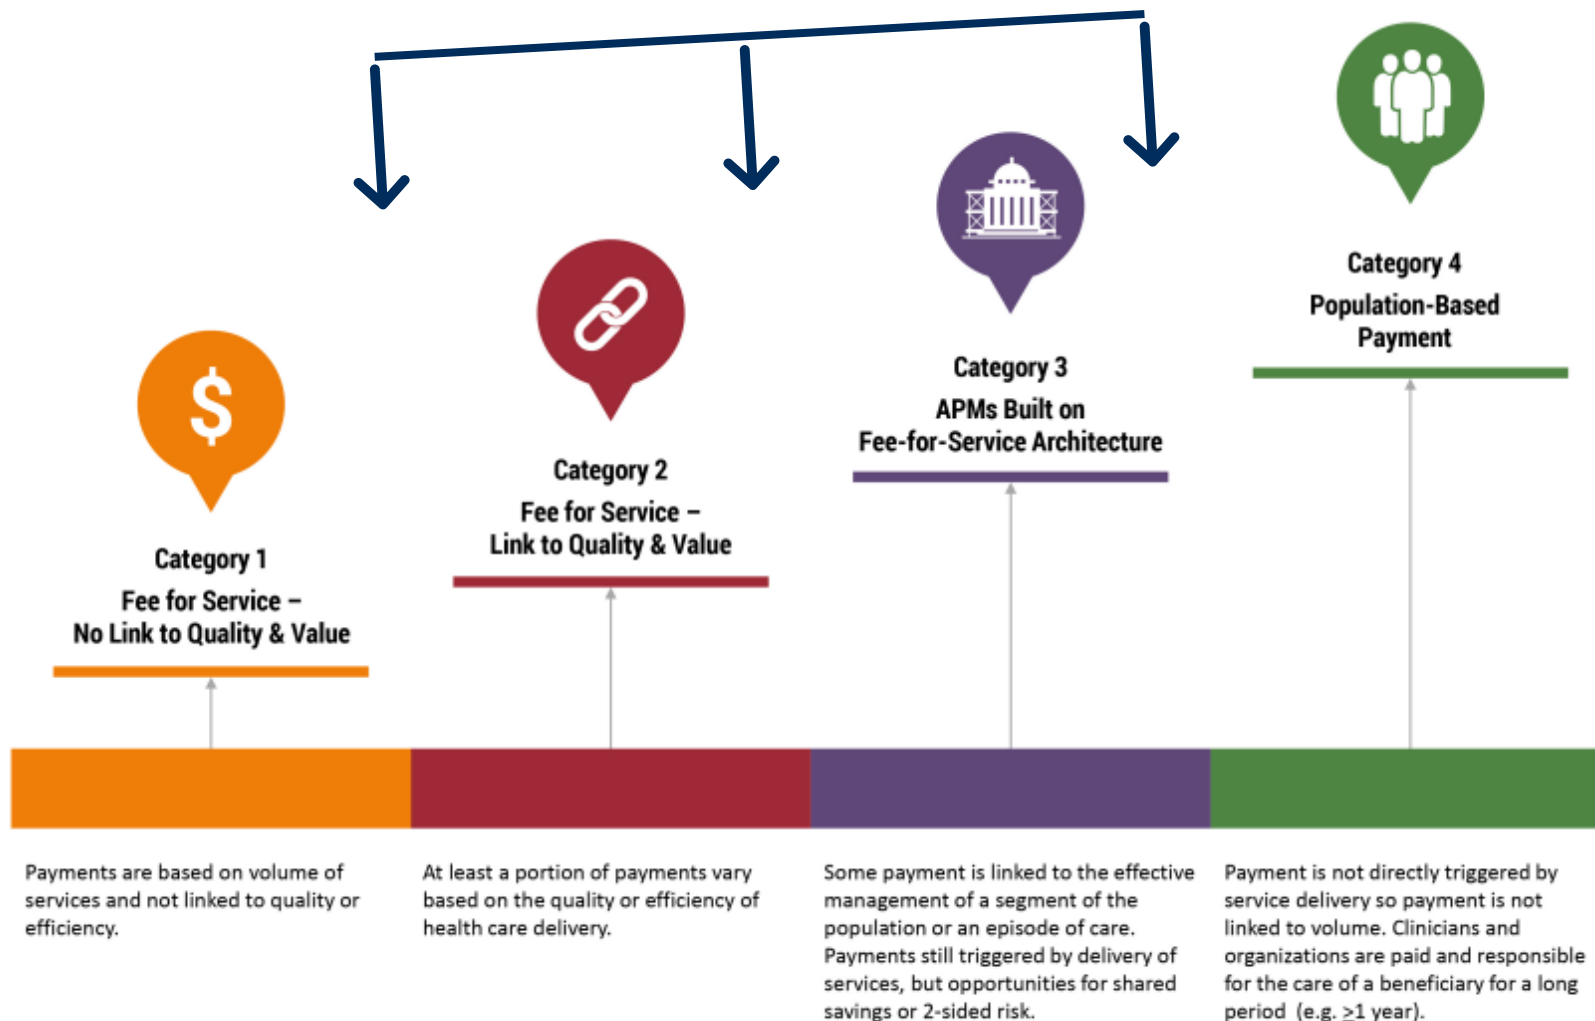 $
Category 1
Fee for Service –
No Link to Quality & Value
Category 2
Fee for Service –
Link to Quality & Value
Category 3
APMs Built on
Fee-for-Service Architecture
Category 4
Population-Based
Payment
Payments are based on volume of
services and not linked to quality or
efficiency.
At least a portion of payments vary
based on the quality or efficiency of
health care delivery.
Some payment is linked to the effective
management of a segment of the
population or an episode of care.
Payments still triggered by delivery of
services, but opportunities for shared
savings or 2-sided risk.
Payment is not directly triggered by
service delivery so payment is not
linked to volume. Clinicians and
organizations are paid and responsible
for the care of a beneficiary for a long
period (e.g. ≥1 year).